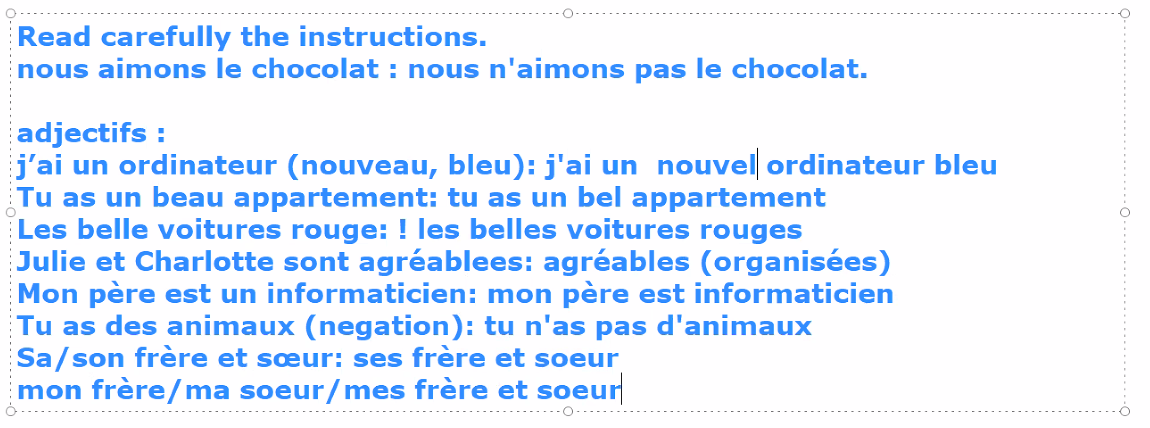 Read carefully the instructions.
nous aimons le chocolat : nous n'aimons pas le chocolat.
adjectifs :
j’ai un ordinateur (nouveau, bleu): j'ai un  nouvel ordinateur bleu
Tu as un beau appartement: tu as un bel appartement
Les belle voitures rouge: ! les belles voitures rouges
Julie et Charlotte sont agréablees: agréables (organisées)
Mon père est un informaticien: mon père est informaticien
Tu as des animaux (negation): tu n'as pas d'animaux
Sa/son frère et sœur: ses frère et soeur
mon frère/ma soeur/mes frère et soeur